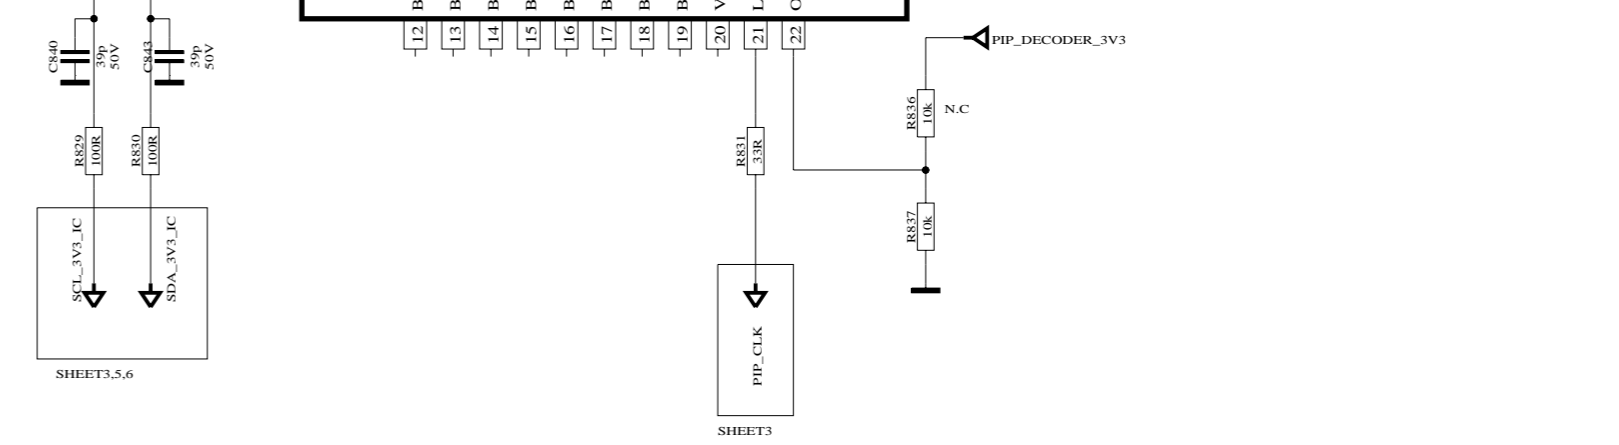 B
B
B
B
B
B
B
B
V
L
12
13
14
15
16
17
18
19
20
21
22
C840
39p
50V
C843
39p
50V
PIP_DECODER_3V3
R836
10k
N.C
R829
100R
R830
100R
R831
33R
R837
10k
SCL_3V3_IC
SDA_3V3_IC
PIP_CLK
SHEET3,5,6
SHEET3